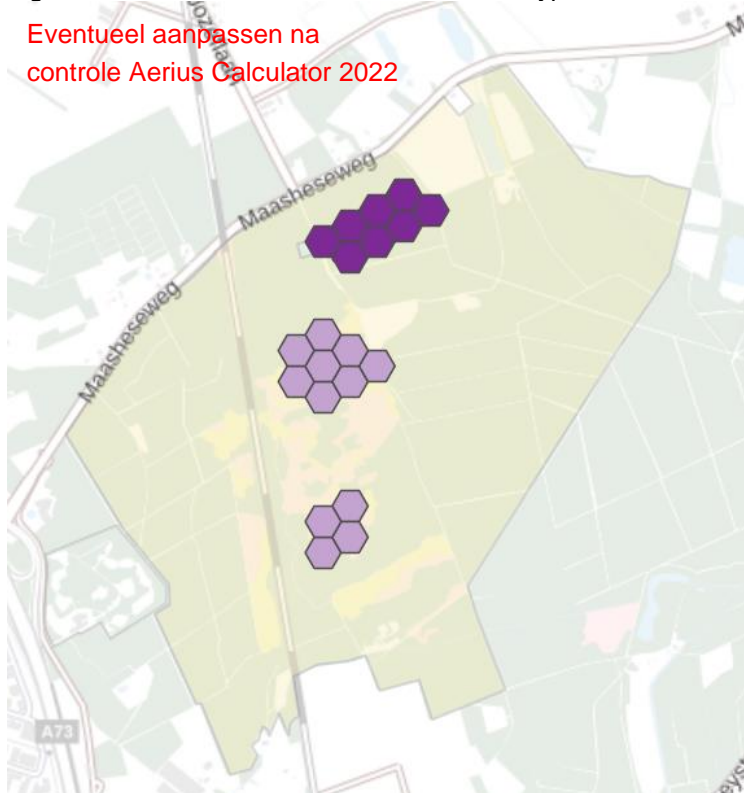 Eventueel aanpassen na
controle Aerius Calculator 2022
Maasheseweg
Maasheseweg
A73